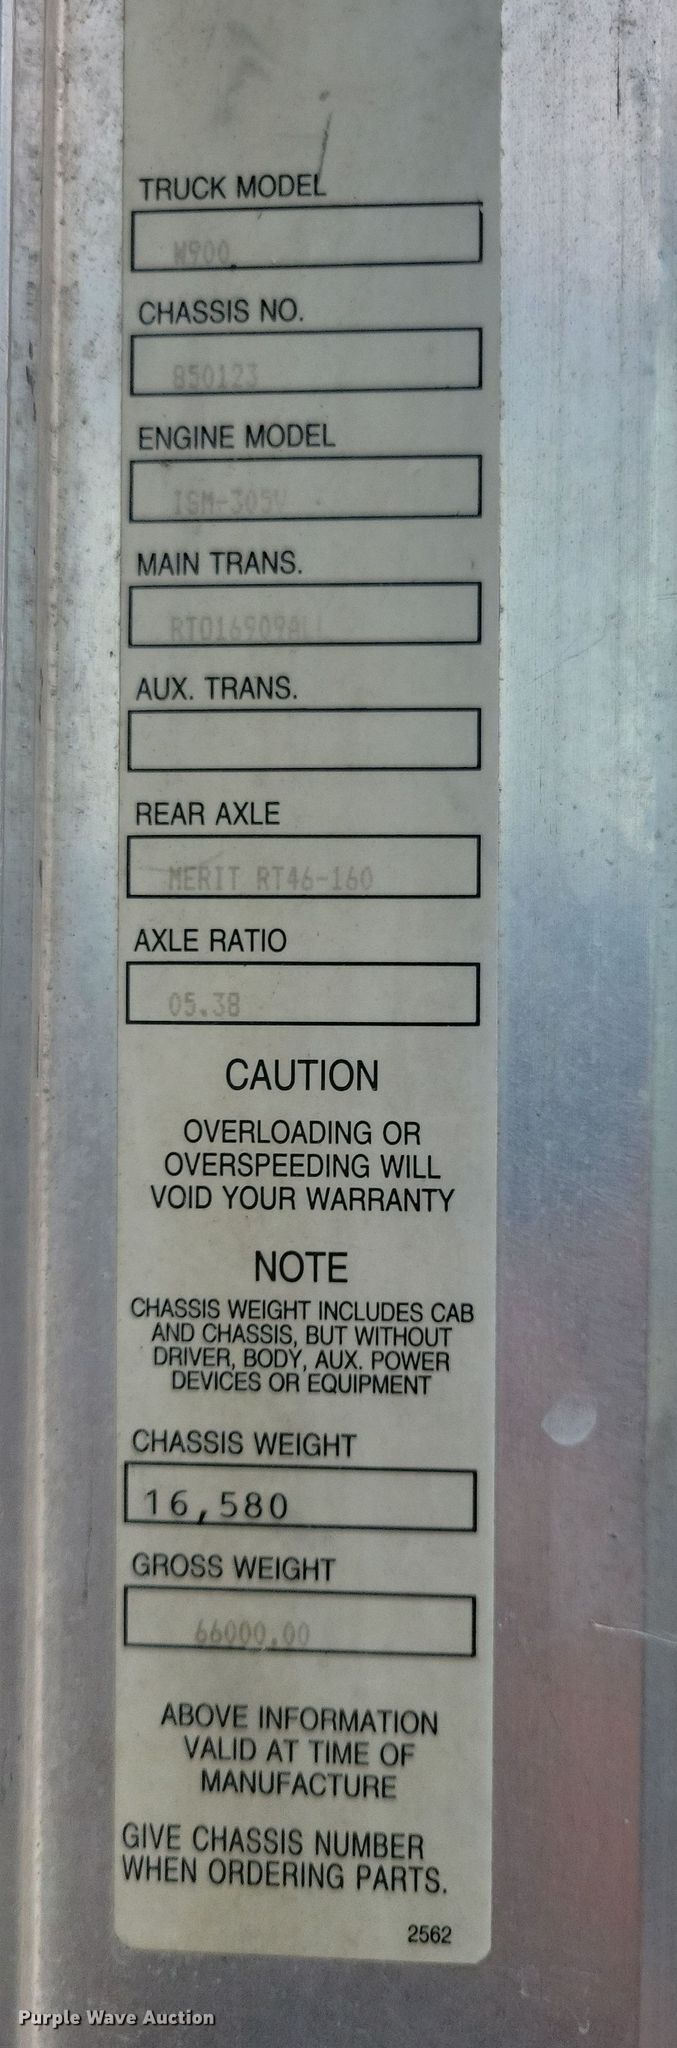 TRUCK MODEL
W900
CHASSIS NO.
850123
ENGINE MODEL
ISM-305V
MAIN TRANS.
RTO16909ALL
AUX. TRANS.
REAR AXLE
MERIT RT46-160
AXLE RATIO
05.38
CAUTION
OVERLOADING OR
OVERSPEEDING WILL
VOID YOUR WARRANTY
NOTE
CHASSIS WEIGHT INCLUDES CAB
AND CHASSIS, BUT WITHOUT
DRIVER, BODY, AUX. POWER
DEVICES OR EQUIPMENT
CHASSIS WEIGHT
16,580
GROSS WEIGHT
66000.00
ABOVE INFORMATION
VALID AT TIME OF
MANUFACTURE
GIVE CHASSIS NUMBER
WHEN ORDERING PARTS.
2562
Purple Wave Auction